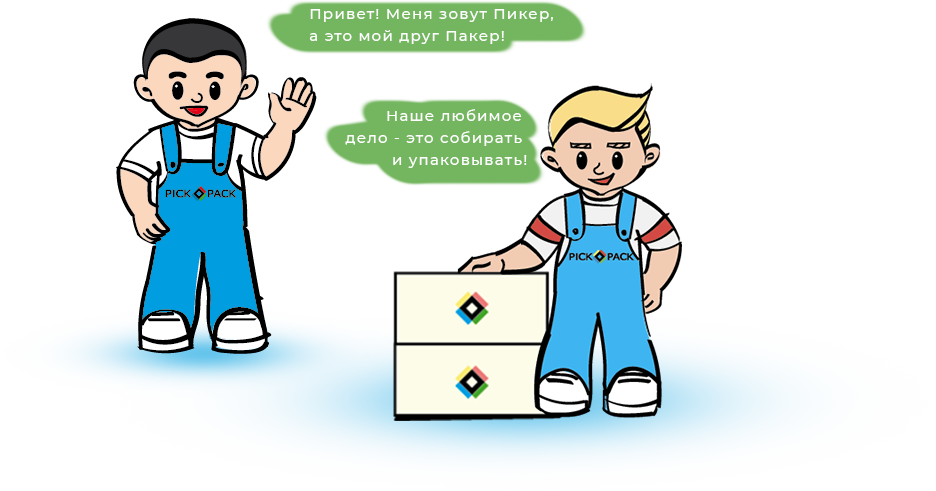 Привет! Меня зовут Пикер,
а это мой друг Пакер!
Наше любимое
дело - это собирать
и упаковывать!
PICK PACK
PICK PACK